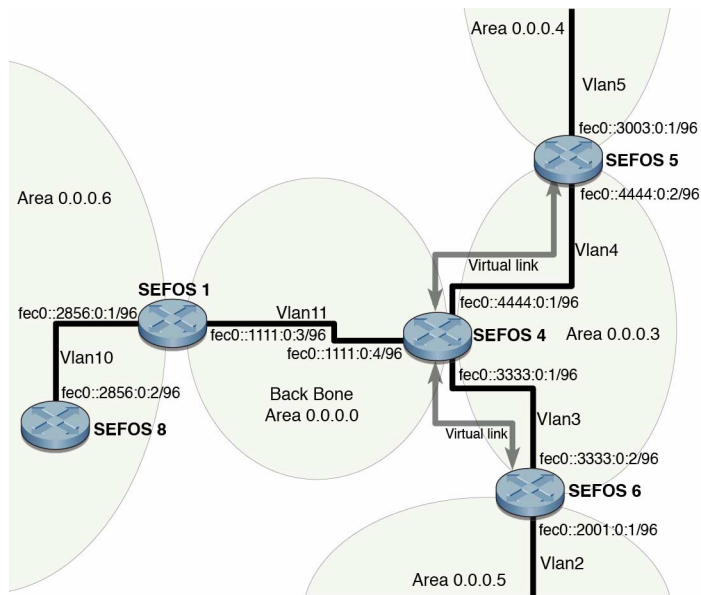 Area 0.0.0.4
Vlan5
fec0::3003:0:1/96
SEFOS 5
fec0::4444:0:2/96
Area 0.0.0.6
Vlan4
Virtual link
SEFOS 1
fec0::2856:0:1/96
Vlan11
fec0::4444:0:1/96
fec0::1111:0:3/96
SEFOS 4
Area 0.0.0.3
fec0::1111:0:4/96
Vlan10
fec0::3333:0:1/96
fec0::2856:0:2/96
Back Bone
Area 0.0.0.0
Vlan3
SEFOS 8
Virtual link
fec0::3333:0:2/96
SEFOS 6
fec0::2001:0:1/96
Vlan2
Area 0.0.0.5